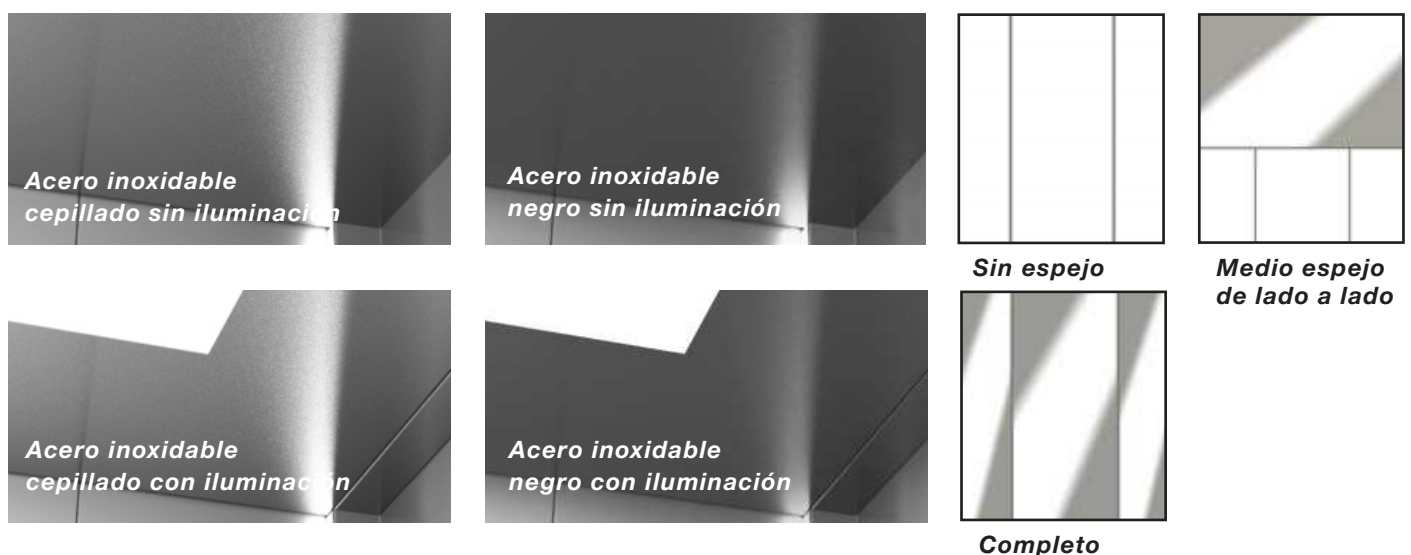 Acero inoxidable
cepillado sin iluminación
Acero inoxidable
negro sin iluminación
Sin espejo
Medio espejo
de lado a lado
Acero inoxidable
cepillado con iluminación
Acero inoxidable
negro con iluminación
Completo